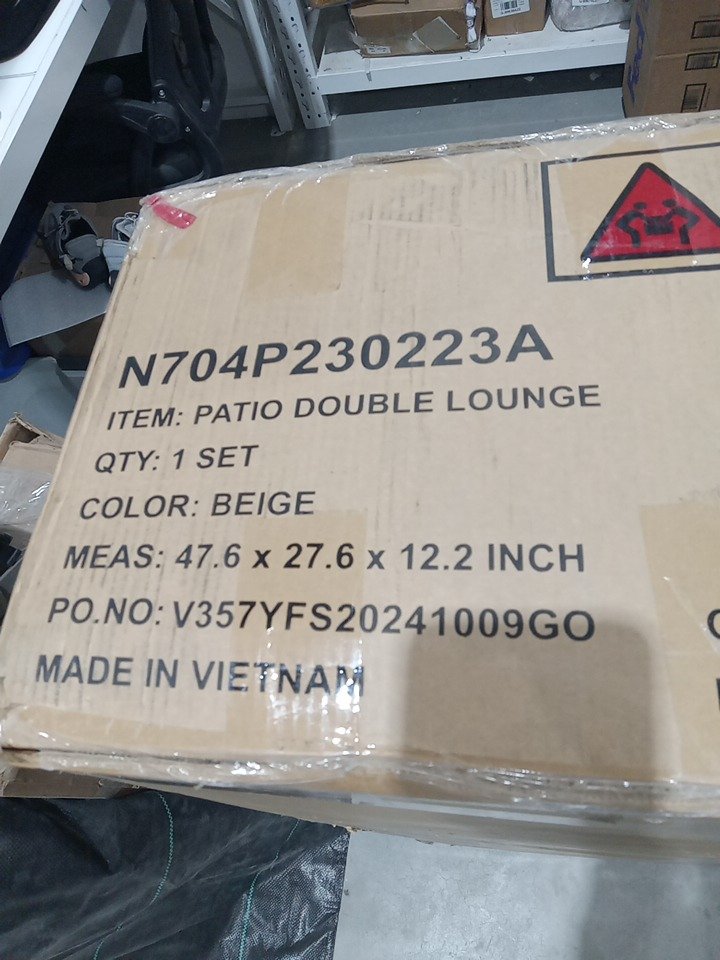 N704P230223A
ITEM: PATIO DOUBLE LOUNGE
QTY: 1 SET
COLOR: BEIGE
MEAS: 47.6 x 27.6 x 12.2 INCH
PO.NO: V357YFS20241009GO
MADE IN VIETNAM